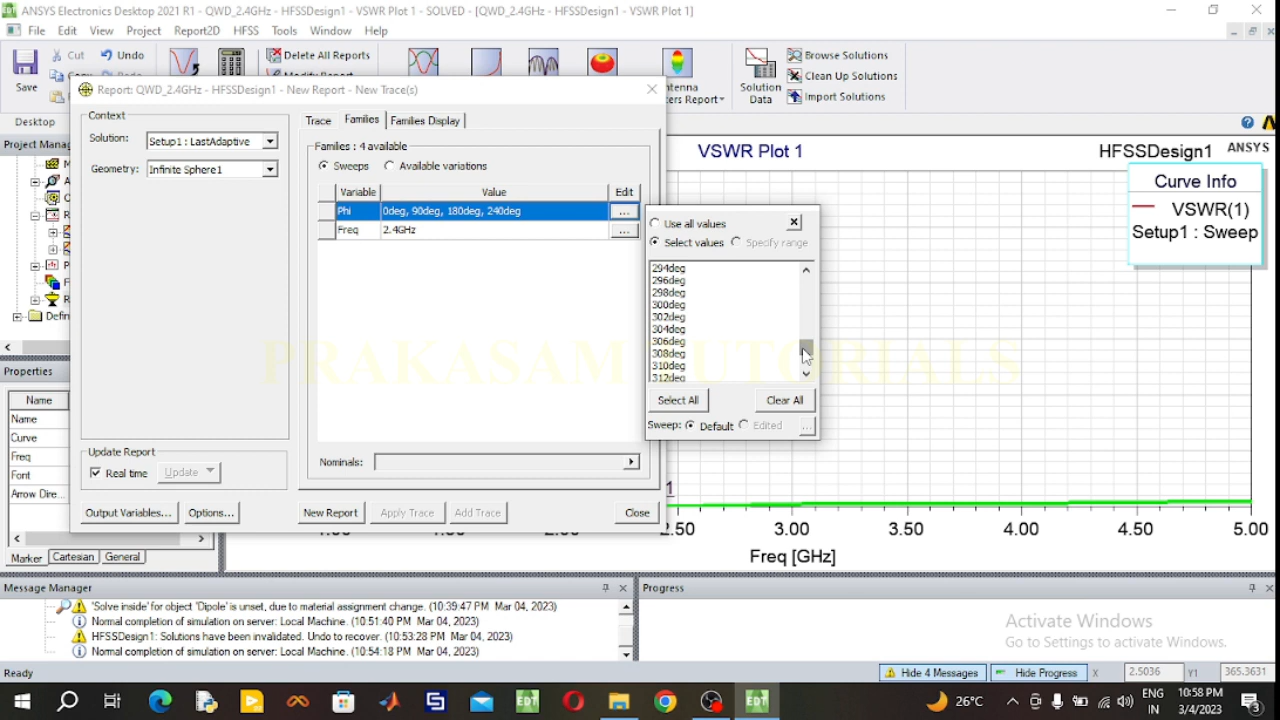 ANSYS Electronics Desktop 2021 R1 - QWD_2.4GHz - HFSSDesign1 - VSWR Plot 1 - SOLVED - [QWD_2.4GHz - HFSSDesign1 - VSWR Plot 1]
File Edit View Project Report2D HFSS Tools Window Help
Save
Cut
Undo
Delete All Reports
Solution Data
Browse Solutions
Clean Up Solutions
Import Solutions
Desktop
Report: QWD_2.4GHz - HFSSDesign1 - New Report - New Trace(s)
Context
Solution: Setup1 : LastAdaptive
Geometry: Infinite Sphere1
Trace Families Families Display
Families : 4 available
Sweeps Available variations
Variable Value Edit
Phi 0deg, 90deg, 180deg, 240deg ...
Freq 2.4GHz ...
Nominals:
Update Report
Real time Update
Output Variables... Options... New Report Apply Trace Add Trace Close
Use all values
Select values Specify range
294deg
296deg
298deg
300deg
302deg
304deg
306deg
308deg
310deg
312deg
Select All Clear All
Sweep: Default Edited ...
VSWR Plot 1
HFSSDesign1 ANSYS
Curve Info
VSWR(1)
Setup1 : Sweep
2.50 3.00 3.50 4.00 4.50 5.00
Freq [GHz]
PRAKASAM TUTORIALS
Properties
Name
Name
Curve
Freq
Font
Arrow Dire...
Marker Cartesian General
Message Manager
'Solve inside' for object 'Dipole' is unset, due to material assignment change. (10:39:47 PM Mar 04, 2023)
Normal completion of simulation on server: Local Machine. (10:51:40 PM Mar 04, 2023)
HFSSDesign1: Solutions have been invalidated. Undo to recover. (10:53:28 PM Mar 04, 2023)
Normal completion of simulation on server: Local Machine. (10:54:18 PM Mar 04, 2023)
Progress
Activate Windows
Go to Settings to activate Windows.
Ready
Hide 4 Messages Hide Progress X 2.5036 Y1 365.3631
26°C
ENG
IN
10:58 PM
3/4/2023